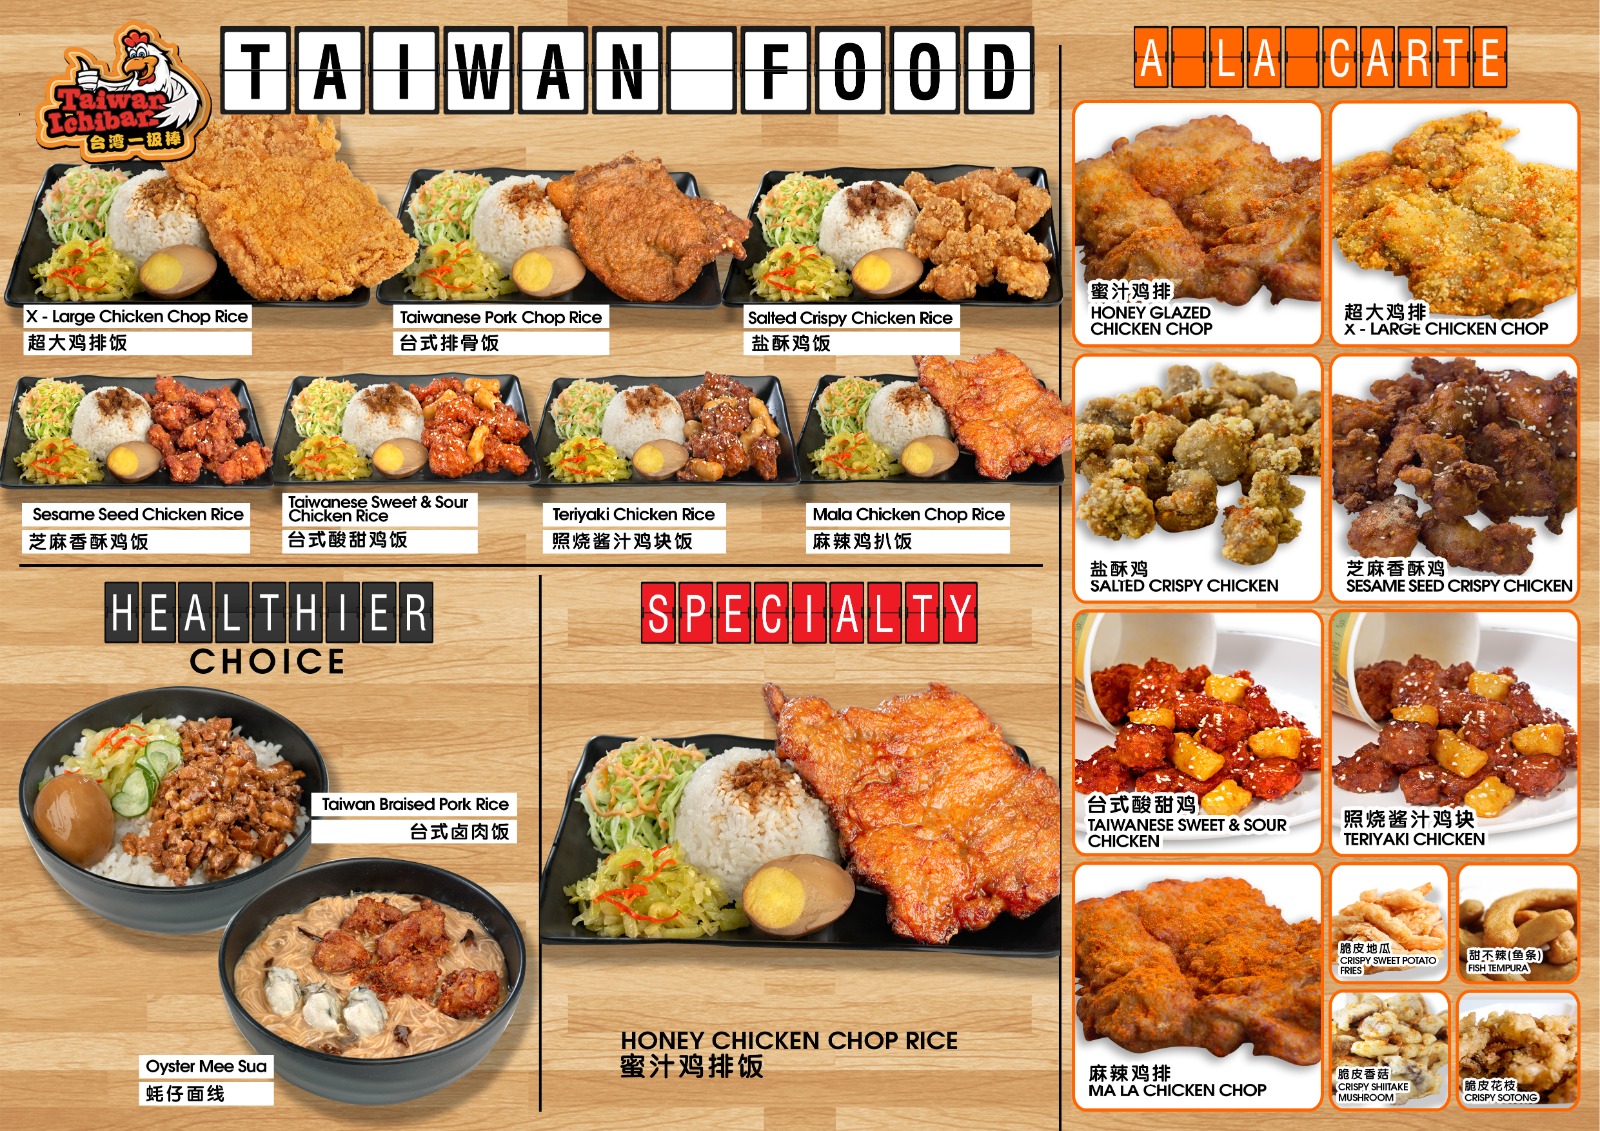 Taiwan
Ichiban
台湾一极棒
TAIWAN FOOD
X - Large Chicken Chop Rice
超大鸡排饭
Taiwanese Pork Chop Rice
台式排骨饭
Salted Crispy Chicken Rice
盐酥鸡饭
Sesame Seed Chicken Rice
芝麻香酥鸡饭
Taiwanese Sweet & Sour
Chicken Rice
台式酸甜鸡饭
Teriyaki Chicken Rice
照烧酱汁鸡块饭
Mala Chicken Chop Rice
麻辣鸡扒饭
HEALTHIER
CHOICE
Taiwan Braised Pork Rice
台式卤肉饭
Oyster Mee Sua
蚝仔面线
SPECIALTY
HONEY CHICKEN CHOP RICE
蜜汁鸡排饭
A LA CARTE
蜜汁鸡排
HONEY GLAZED
CHICKEN CHOP
超大鸡排
X - LARGE CHICKEN CHOP
盐酥鸡
SALTED CRISPY CHICKEN
芝麻香酥鸡
SESAME SEED CRISPY CHICKEN
台式酸甜鸡
TAIWANESE SWEET & SOUR
CHICKEN
照烧酱汁鸡块
TERIYAKI CHICKEN
麻辣鸡排
MA LA CHICKEN CHOP
脆皮地瓜
CRISPY SWEET POTATO
FRIES
甜不辣(鱼条)
FISH TEMPURA
脆皮香菇
CRISPY SHIITAKE
MUSHROOM
脆皮花枝
CRISPY SOTONG